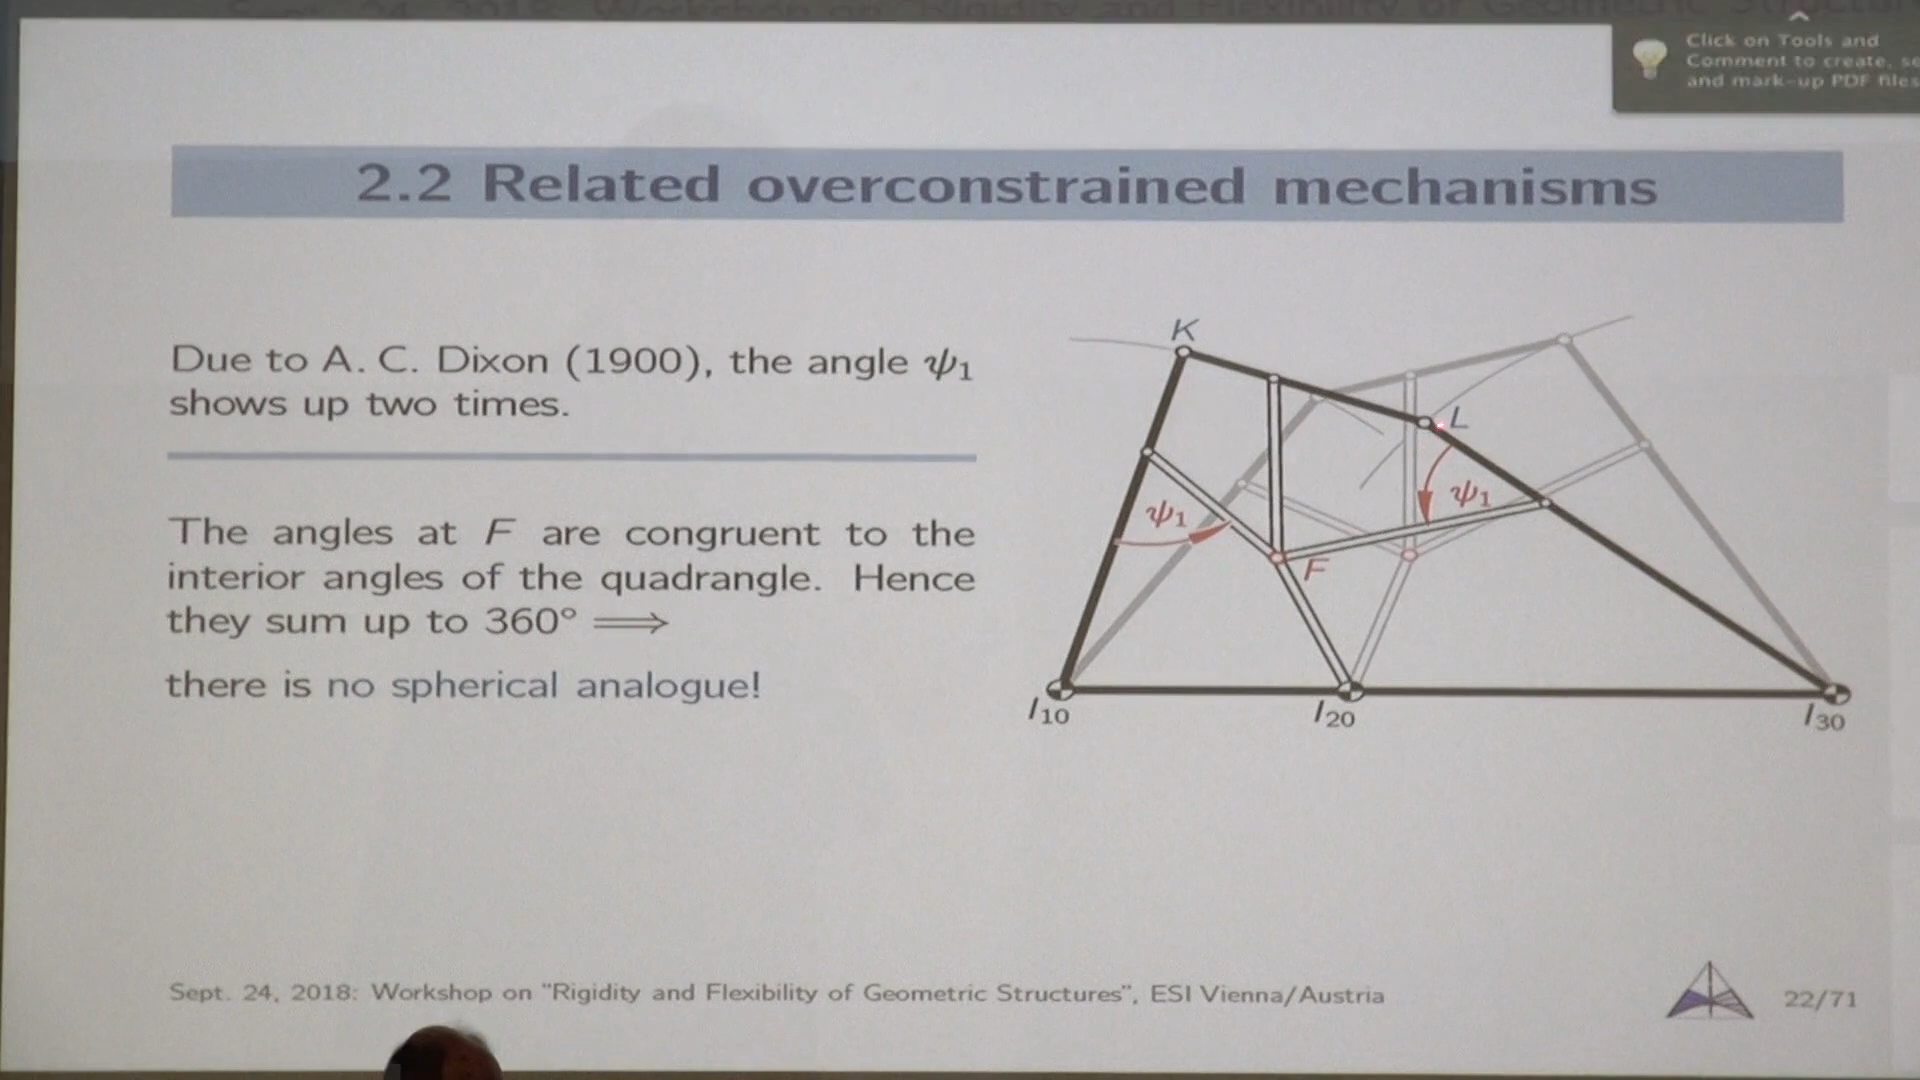 Click on Tools and
Comment to create, se
and mark-up PDF files
2.2 Related overconstrained mechanisms
Due to A. C. Dixon (1900), the angle ψ₁
shows up two times.
The angles at F are congruent to the
interior angles of the quadrangle. Hence
they sum up to 360° ⟹
there is no spherical analogue!
K
L
ψ₁
ψ₁
F
I₁₀
I₂₀
I₃₀
Sept. 24, 2018: Workshop on "Rigidity and Flexibility of Geometric Structures", ESI Vienna/Austria
22/71